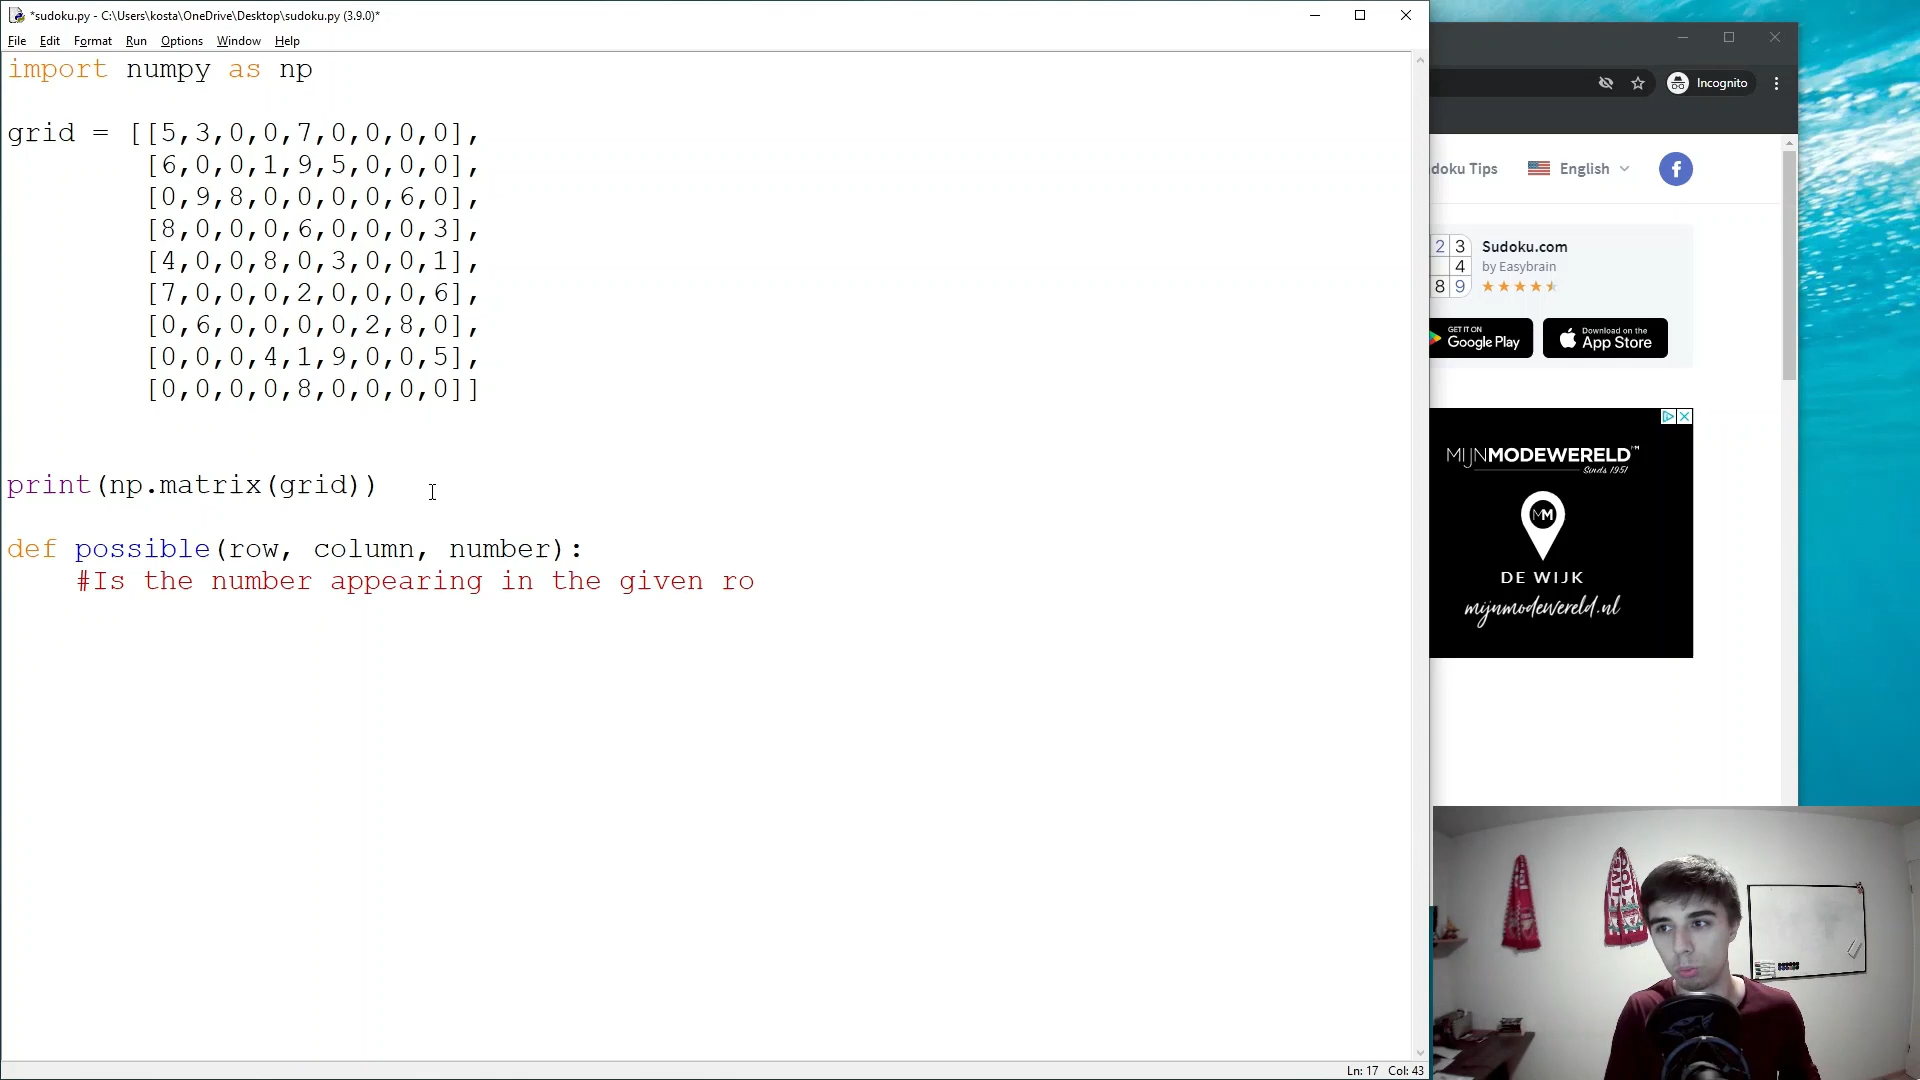 *sudoku.py - C:\Users\kosta\OneDrive\Desktop\sudoku.py (3.9.0)*
File Edit Format Run Options Window Help
import numpy as np
grid = [[5,3,0,0,7,0,0,0,0],
[6,0,0,1,9,5,0,0,0],
[0,9,8,0,0,0,0,6,0],
[8,0,0,0,6,0,0,0,3],
[4,0,0,8,0,3,0,0,1],
[7,0,0,0,2,0,0,0,6],
[0,6,0,0,0,0,2,8,0],
[0,0,0,4,1,9,0,0,5],
[0,0,0,0,8,0,0,0,0]]
print(np.matrix(grid))
def possible(row, column, number):
#Is the number appearing in the given ro
Ln: 17 Col: 43
Incognito
doku Tips
English
f
2 3
4
8 9
Sudoku.com
by Easybrain
GET IT ON
Google Play
Download on the
App Store
MIJNMODEWERELD™
Sinds 1951
MM
DE WIJK
mijnmodewereld.nl